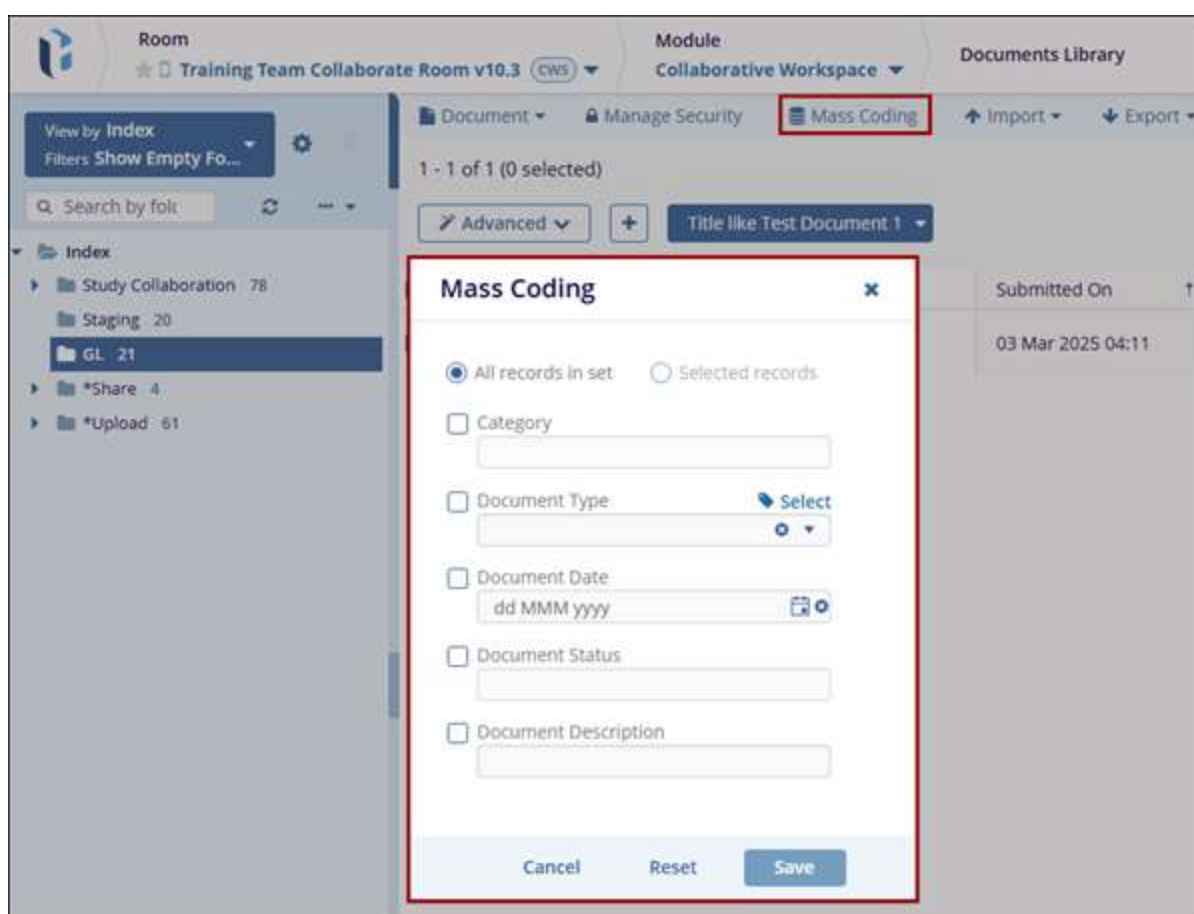 Room
Training Team Collaborate Room v10.3 CWS
Module
Collaborative Workspace
Documents Library
View by Index
Filters Show Empty Fo...
Document
Manage Security
Mass Coding
Import
Export
1 - 1 of 1 (0 selected)
Search by fol
Advanced
+
Title like Test Document 1
Index
Study Collaboration 78
Staging 20
GL 21
*Share 4
*Upload 61
Submitted On
03 Mar 2025 04:11
Mass Coding
All records in set
Selected records
Category
Document Type
Select
Document Date
dd MMM yyyy
Document Status
Document Description
Cancel
Reset
Save